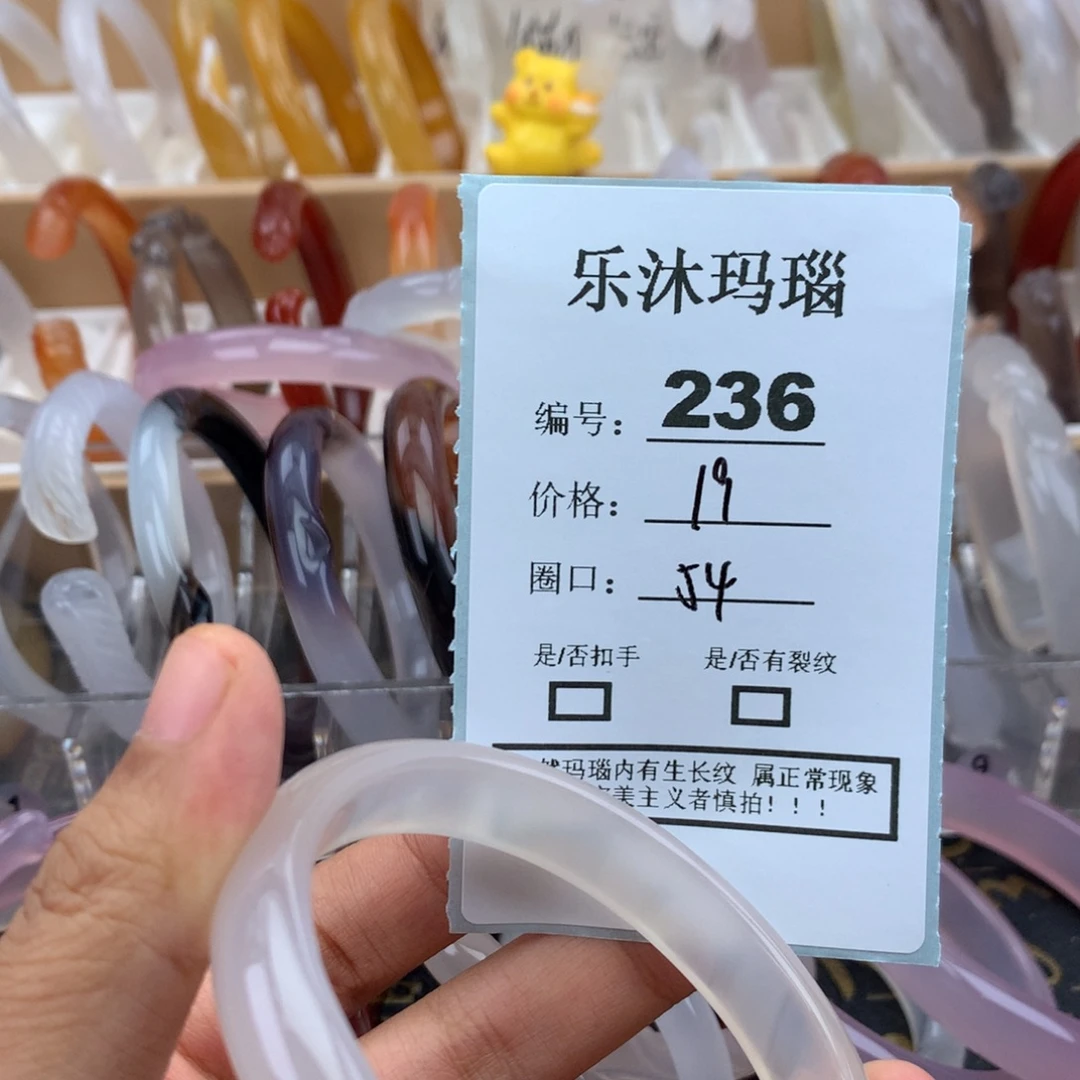 乐沐玛瑙
编号：236
价格：19
圈口：54
是/否扣手 是/否有裂纹
玛瑙内有生长纹 属正常现象
美主义者慎拍！！！
9